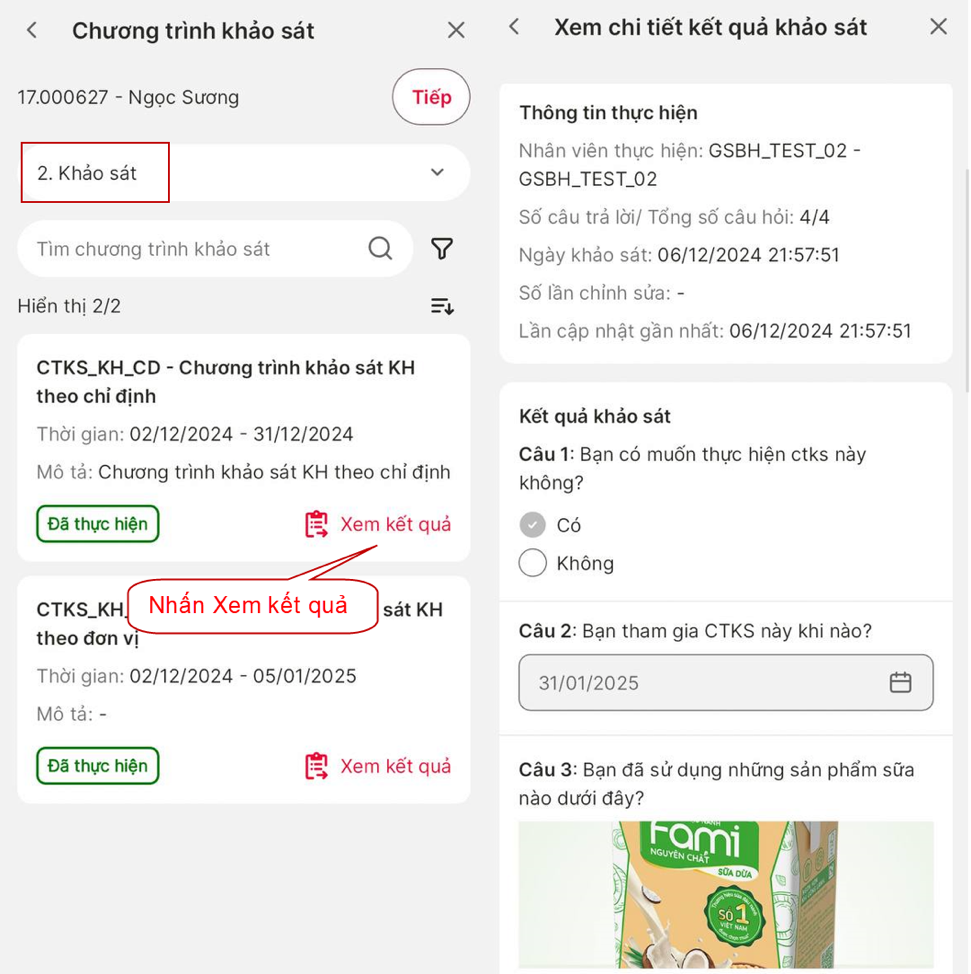 Chương trình khảo sát
17.000627 - Ngọc Sương
Tiếp
2. Khảo sát
Tìm chương trình khảo sát
Hiển thị 2/2
CTKS_KH_CD - Chương trình khảo sát KH
theo chỉ định
Thời gian: 02/12/2024 - 31/12/2024
Mô tả: Chương trình khảo sát KH theo chỉ định
Đã thực hiện
Xem kết quả
Nhấn Xem kết quả
CTKS_KH_ sát KH
theo đơn vị
Thời gian: 02/12/2024 - 05/01/2025
Mô tả: -
Đã thực hiện
Xem kết quả
Xem chi tiết kết quả khảo sát
Thông tin thực hiện
Nhân viên thực hiện: GSBH_TEST_02 -
GSBH_TEST_02
Số câu trả lời/ Tổng số câu hỏi: 4/4
Ngày khảo sát: 06/12/2024 21:57:51
Số lần chỉnh sửa: -
Lần cập nhật gần nhất: 06/12/2024 21:57:51
Kết quả khảo sát
Câu 1: Bạn có muốn thực hiện ctks này
không?
Có
Không
Câu 2: Bạn tham gia CTKS này khi nào?
31/01/2025
Câu 3: Bạn đã sử dụng những sản phẩm sữa
nào dưới đây?
Fami
NGUYÊN CHẤT
SỮA DỪA
SỐ 1
VIỆT NAM